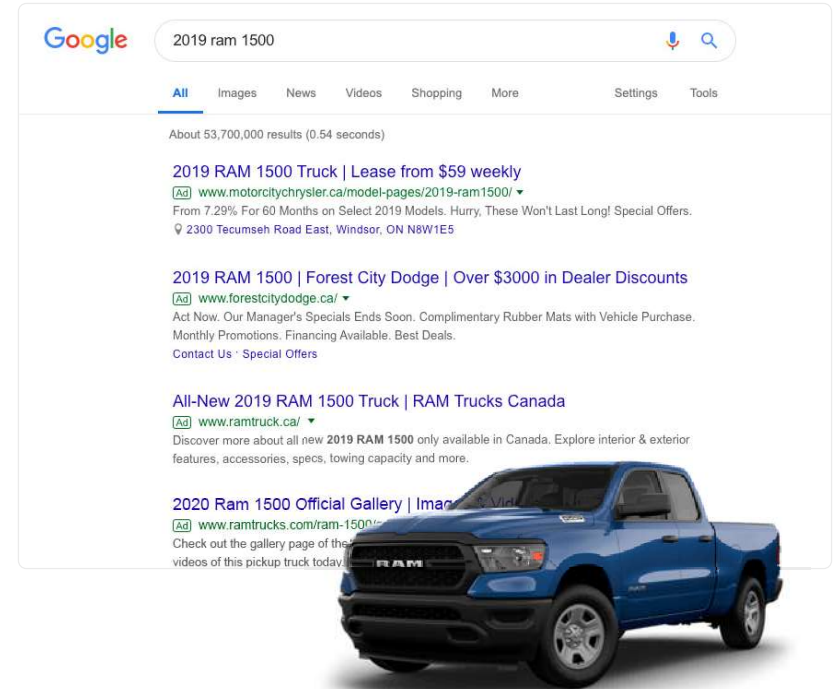 Google
2019 ram 1500
All Images News Videos Shopping More Settings Tools
About 53,700,000 results (0.54 seconds)
2019 RAM 1500 Truck | Lease from $59 weekly
Ad www.motorcitychrysler.ca/model-pages/2019-ram1500/
From 7.29% For 60 Months on Select 2019 Models. Hurry, These Won't Last Long! Special Offers.
2300 Tecumseh Road East, Windsor, ON N8W1E5
2019 RAM 1500 | Forest City Dodge | Over $3000 in Dealer Discounts
Ad www.forestcitydodge.ca/
Act Now. Our Manager's Specials Ends Soon. Complimentary Rubber Mats with Vehicle Purchase.
Monthly Promotions. Financing Available. Best Deals.
Contact Us · Special Offers
All-New 2019 RAM 1500 Truck | RAM Trucks Canada
Ad www.ramtruck.ca/
Discover more about all new 2019 RAM 1500 only available in Canada. Explore interior & exterior
features, accessories, specs, towing capacity and more.
2020 Ram 1500 Official Gallery |
Ad www.ramtrucks.com/ram-1500/
Check out the gallery page of the
videos of this pickup truck today.
RAM